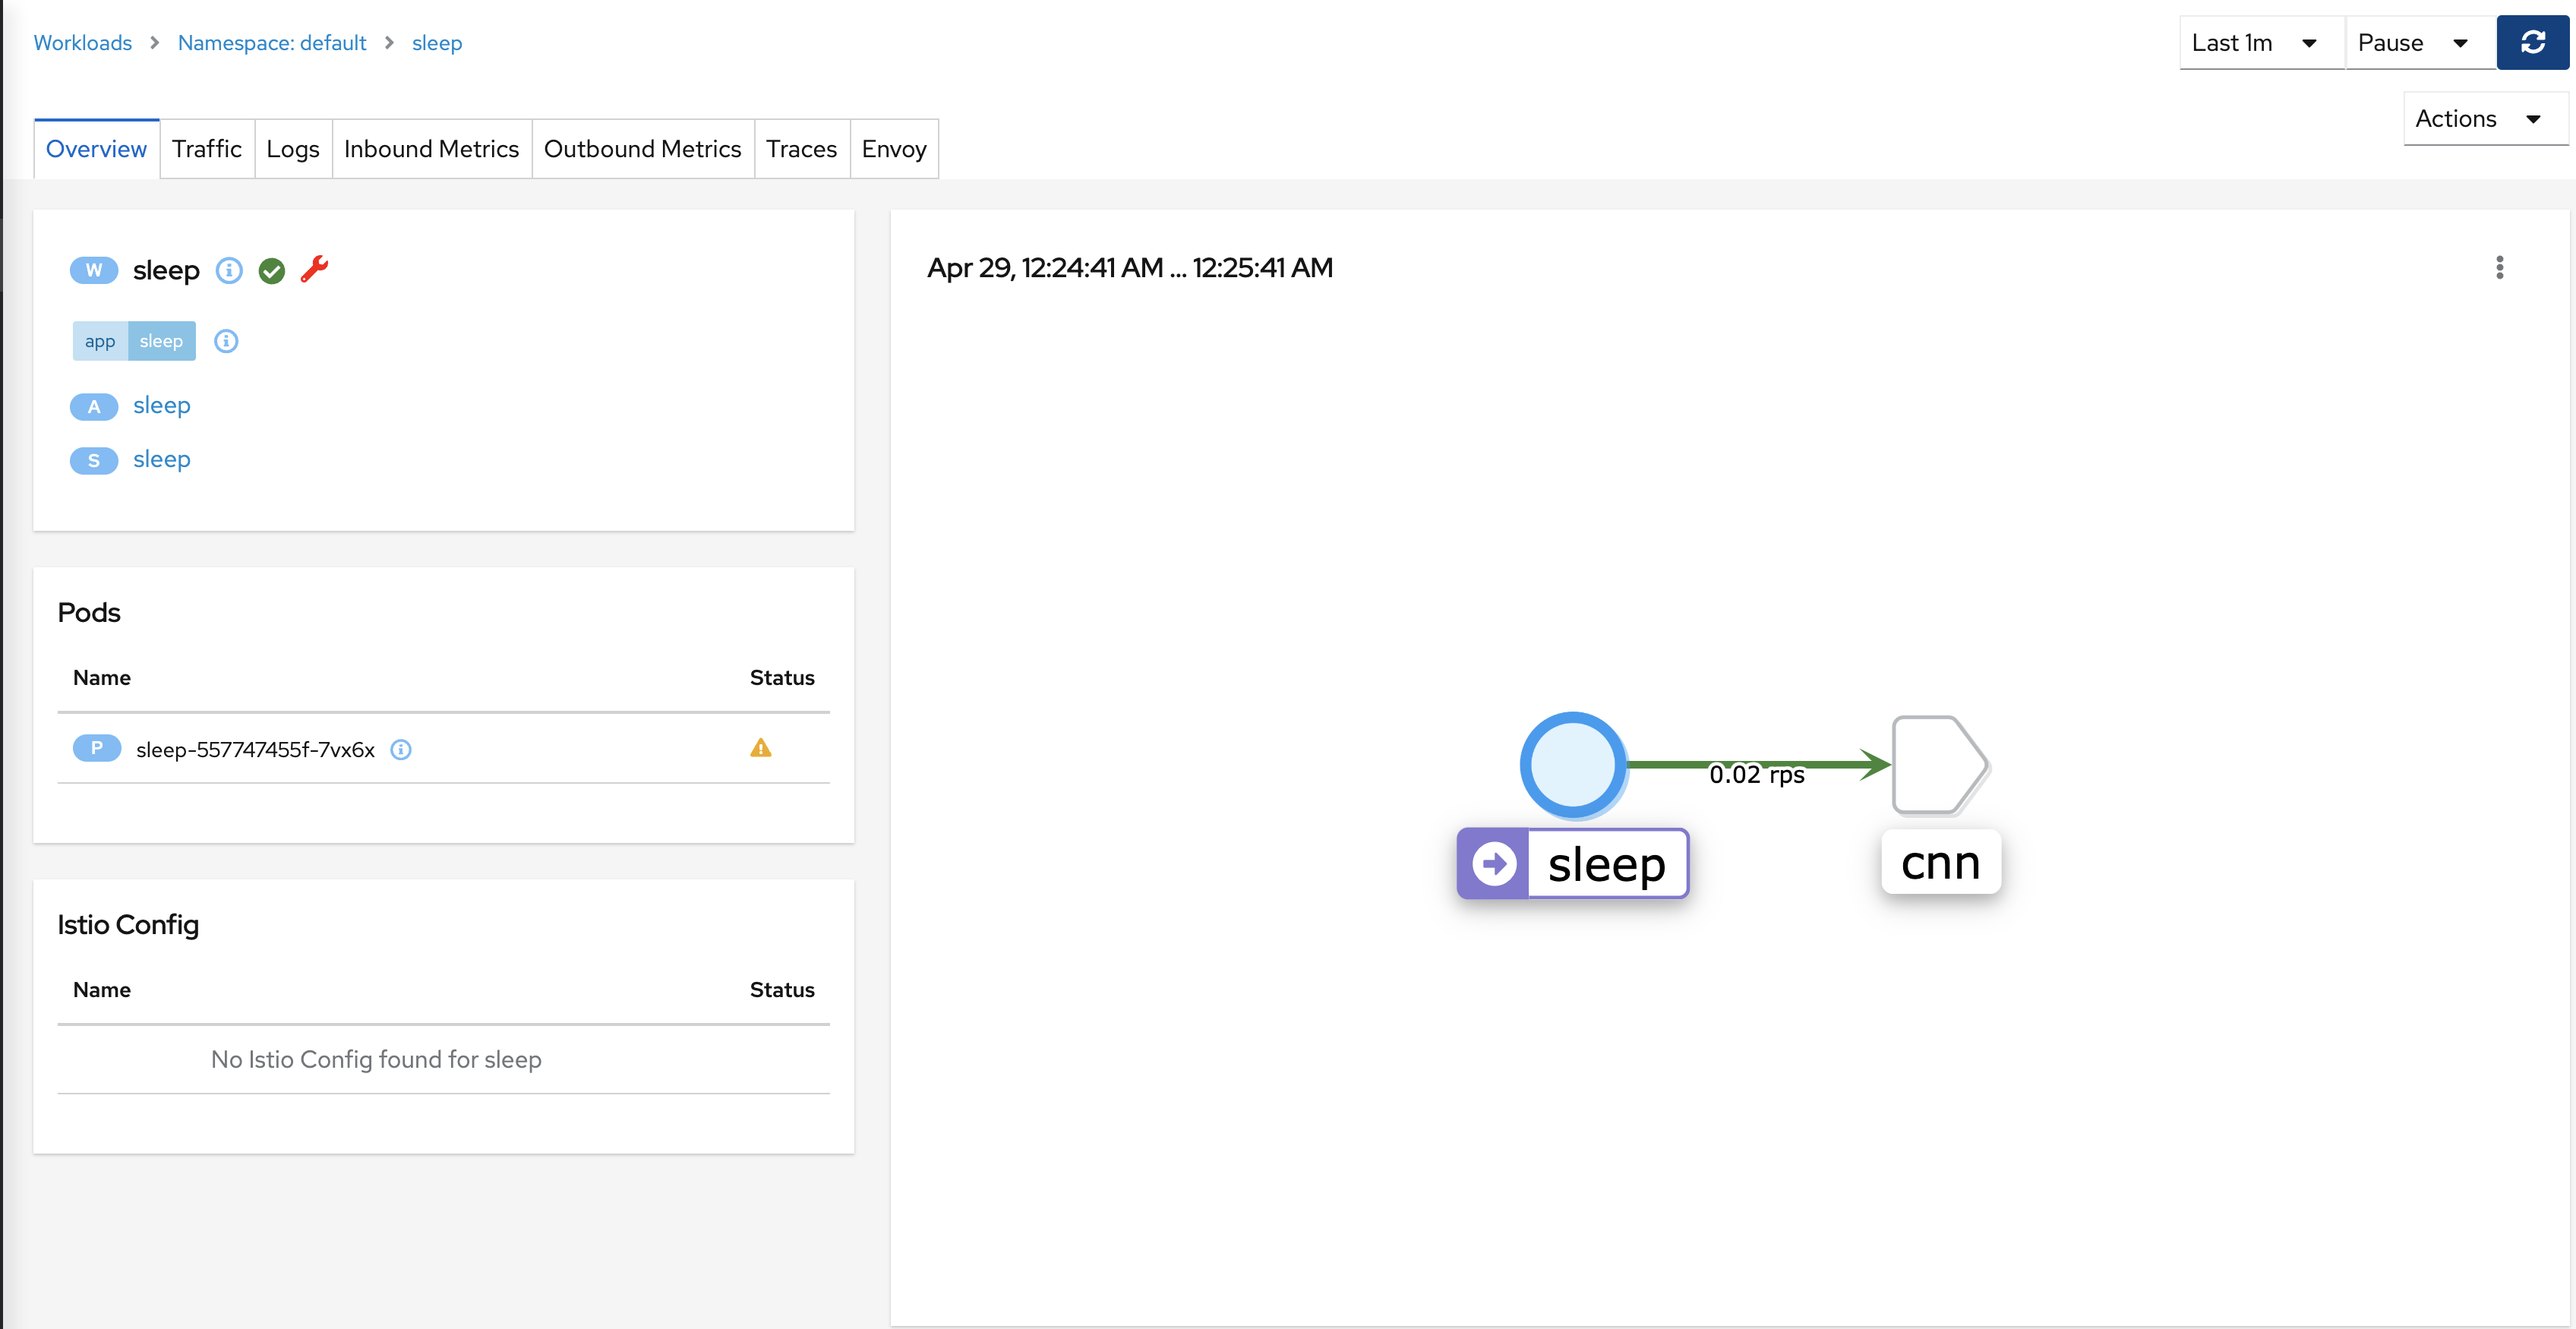 Workloads > Namespace: default > sleep
Last 1m
Pause
Actions
Overview Traffic Logs Inbound Metrics Outbound Metrics Traces Envoy
W sleep
app sleep
A sleep
S sleep
Pods
Name Status
P sleep-557747455f-7vx6x
Istio Config
Name Status
No Istio Config found for sleep
Apr 29, 12:24:41 AM ... 12:25:41 AM
0.02 rps
sleep
cnn